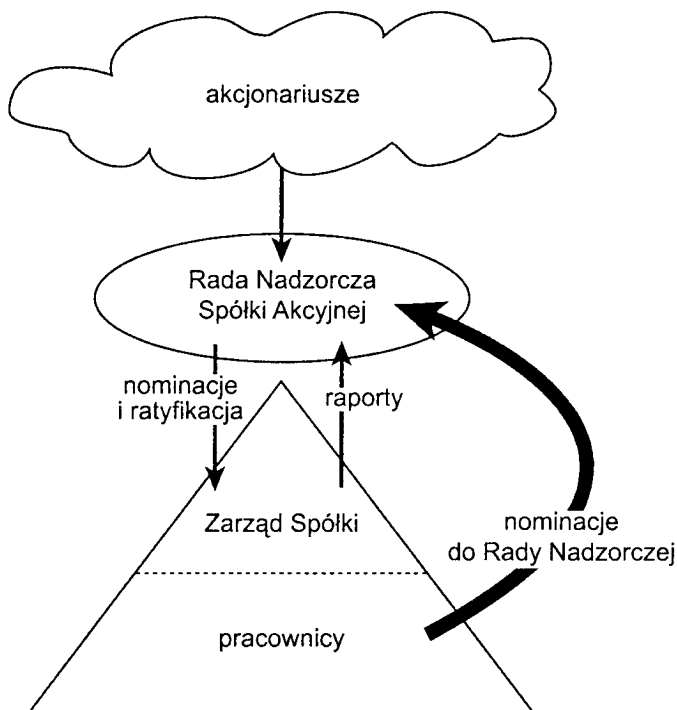 akcjonariusze
Rada Nadzorcza
Spółki Akcyjnej
nominacje
i ratyfikacja
raporty
Zarząd Spółki
nominacje
do Rady Nadzorczej
pracownicy